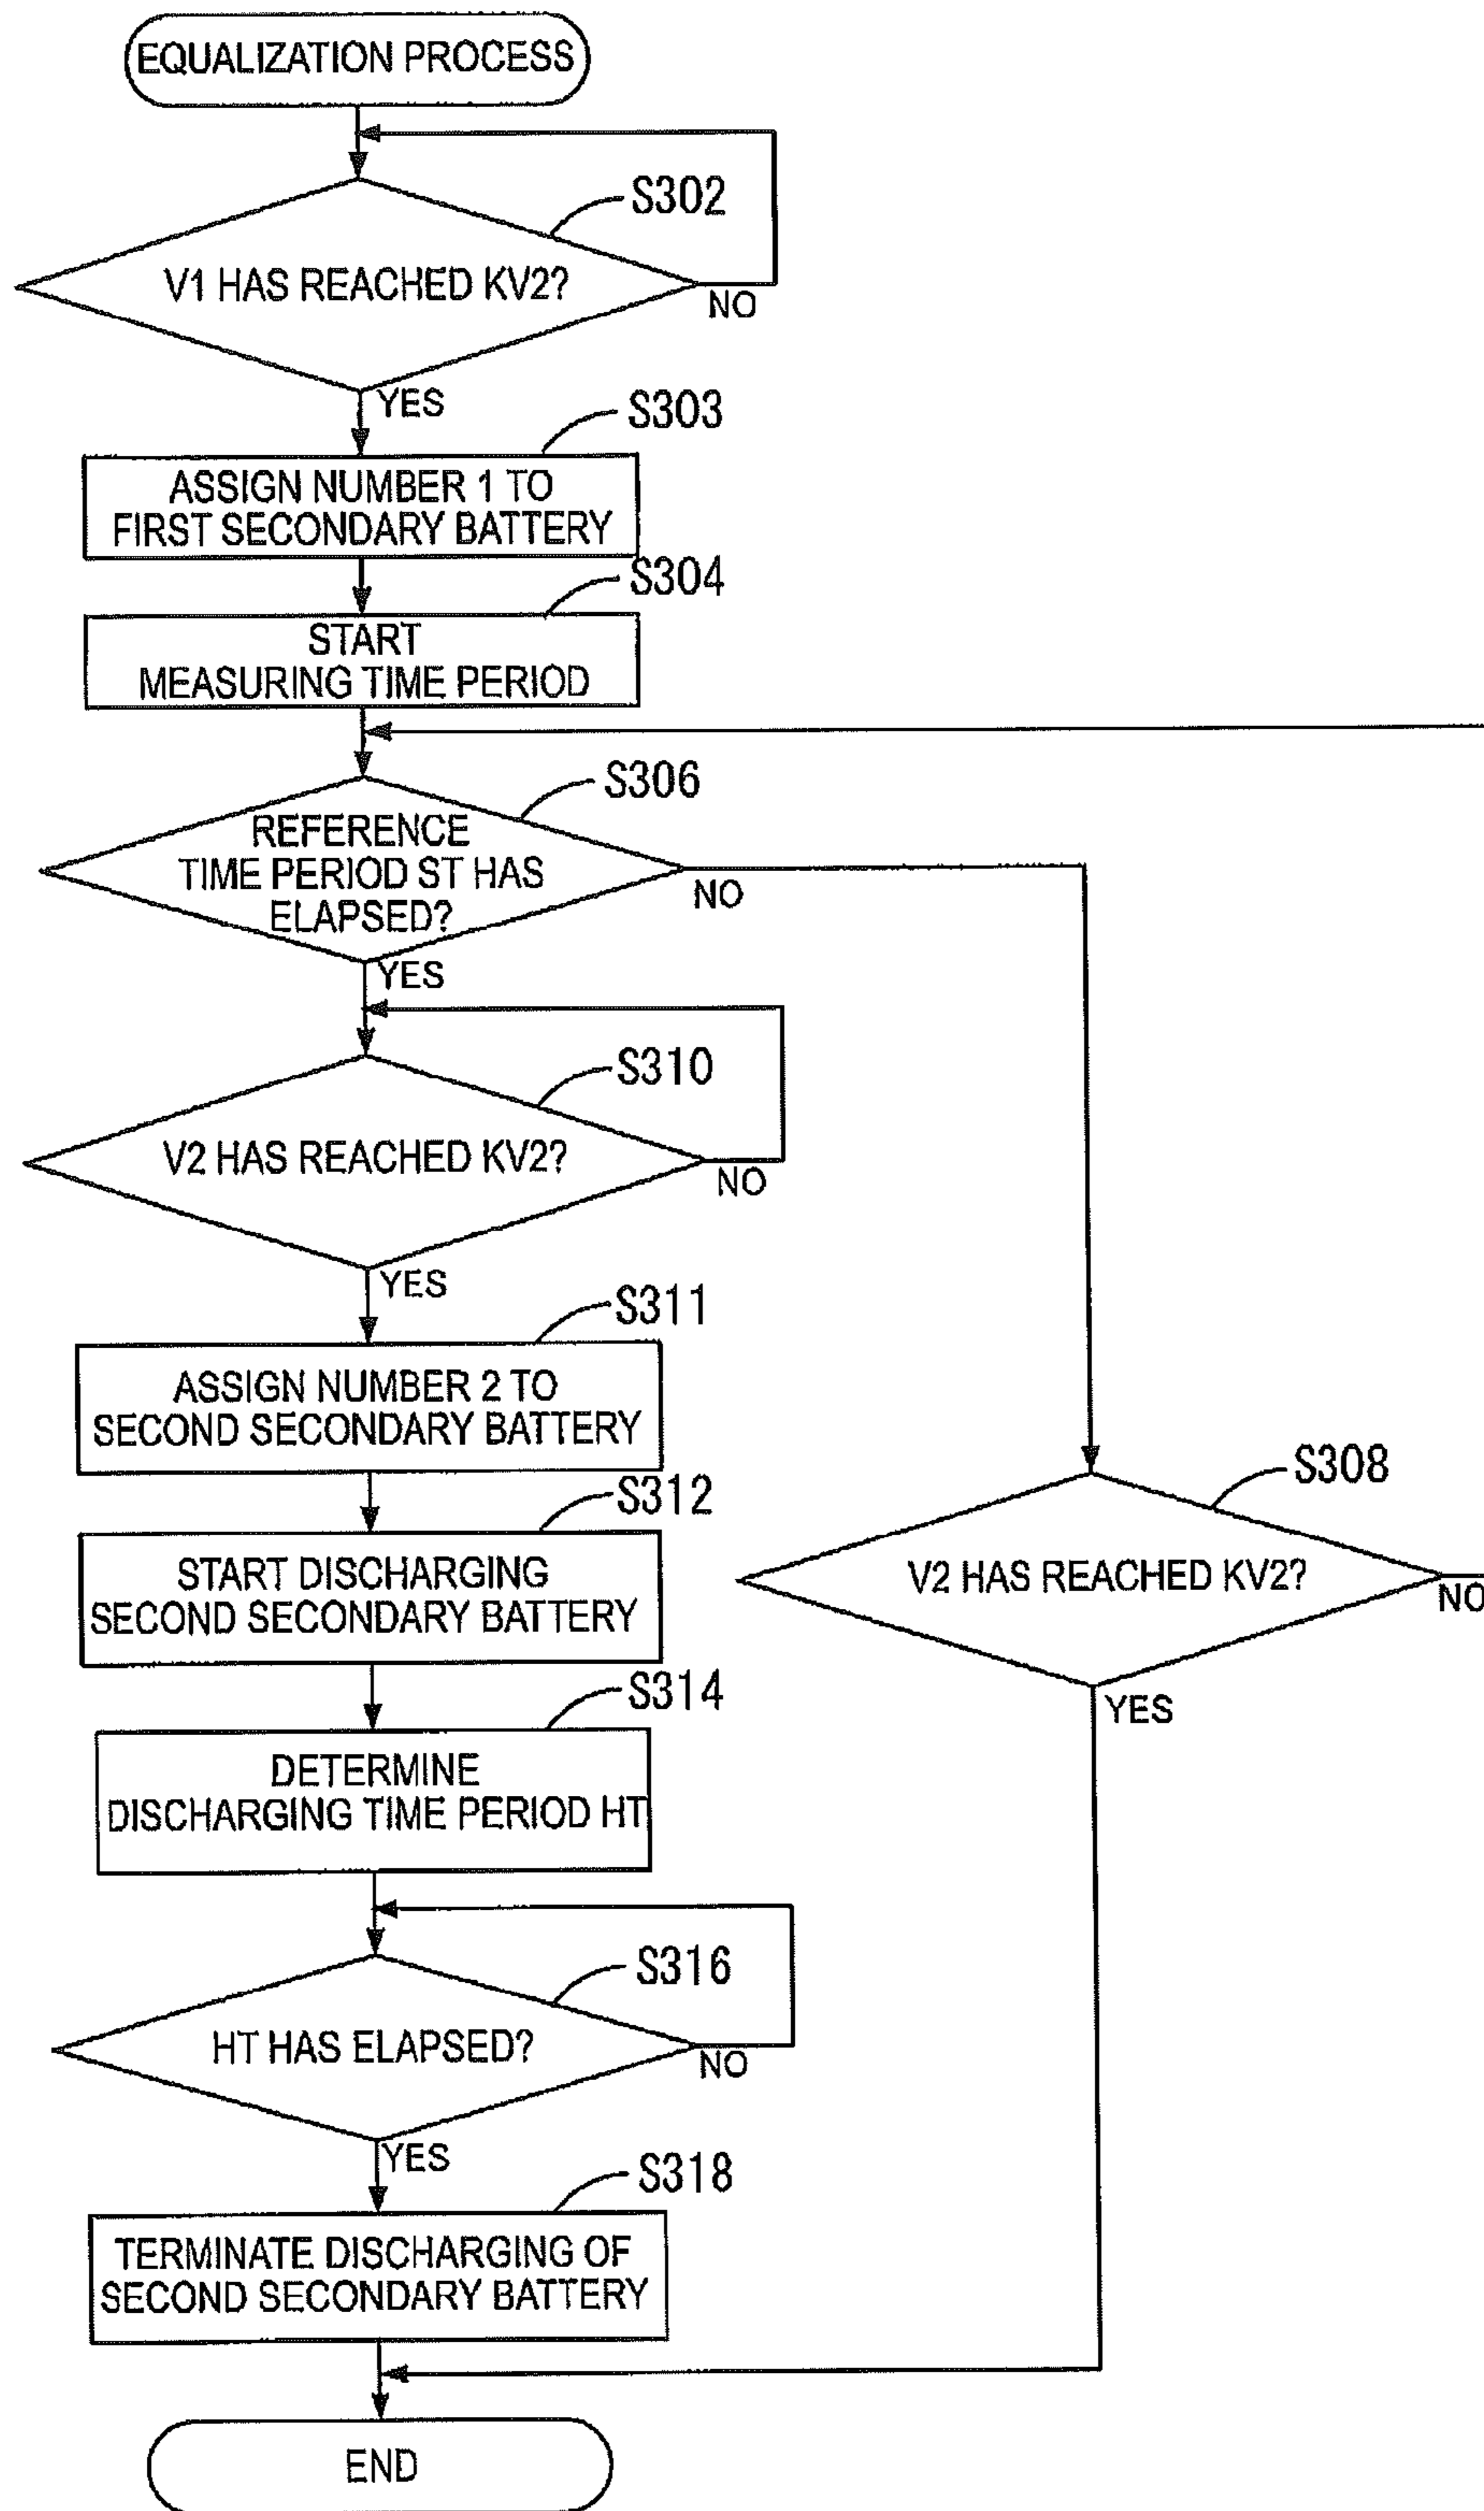 EQUALIZATION PROCESS
S302
V1 HAS REACHED KV2?
NO
YES
S303
ASSIGN NUMBER 1 TO
FIRST SECONDARY BATTERY
S304
START
MEASURING TIME PERIOD
S306
REFERENCE
TIME PERIOD ST HAS
ELAPSED?
NO
YES
S310
V2 HAS REACHED KV2?
NO
YES
S311
ASSIGN NUMBER 2 TO
SECOND SECONDARY BATTERY
S312
START DISCHARGING
SECOND SECONDARY BATTERY
S308
V2 HAS REACHED KV2?
NO
YES
S314
DETERMINE
DISCHARGING TIME PERIOD HT
S316
HT HAS ELAPSED?
NO
YES
S318
TERMINATE DISCHARGING OF
SECOND SECONDARY BATTERY
END